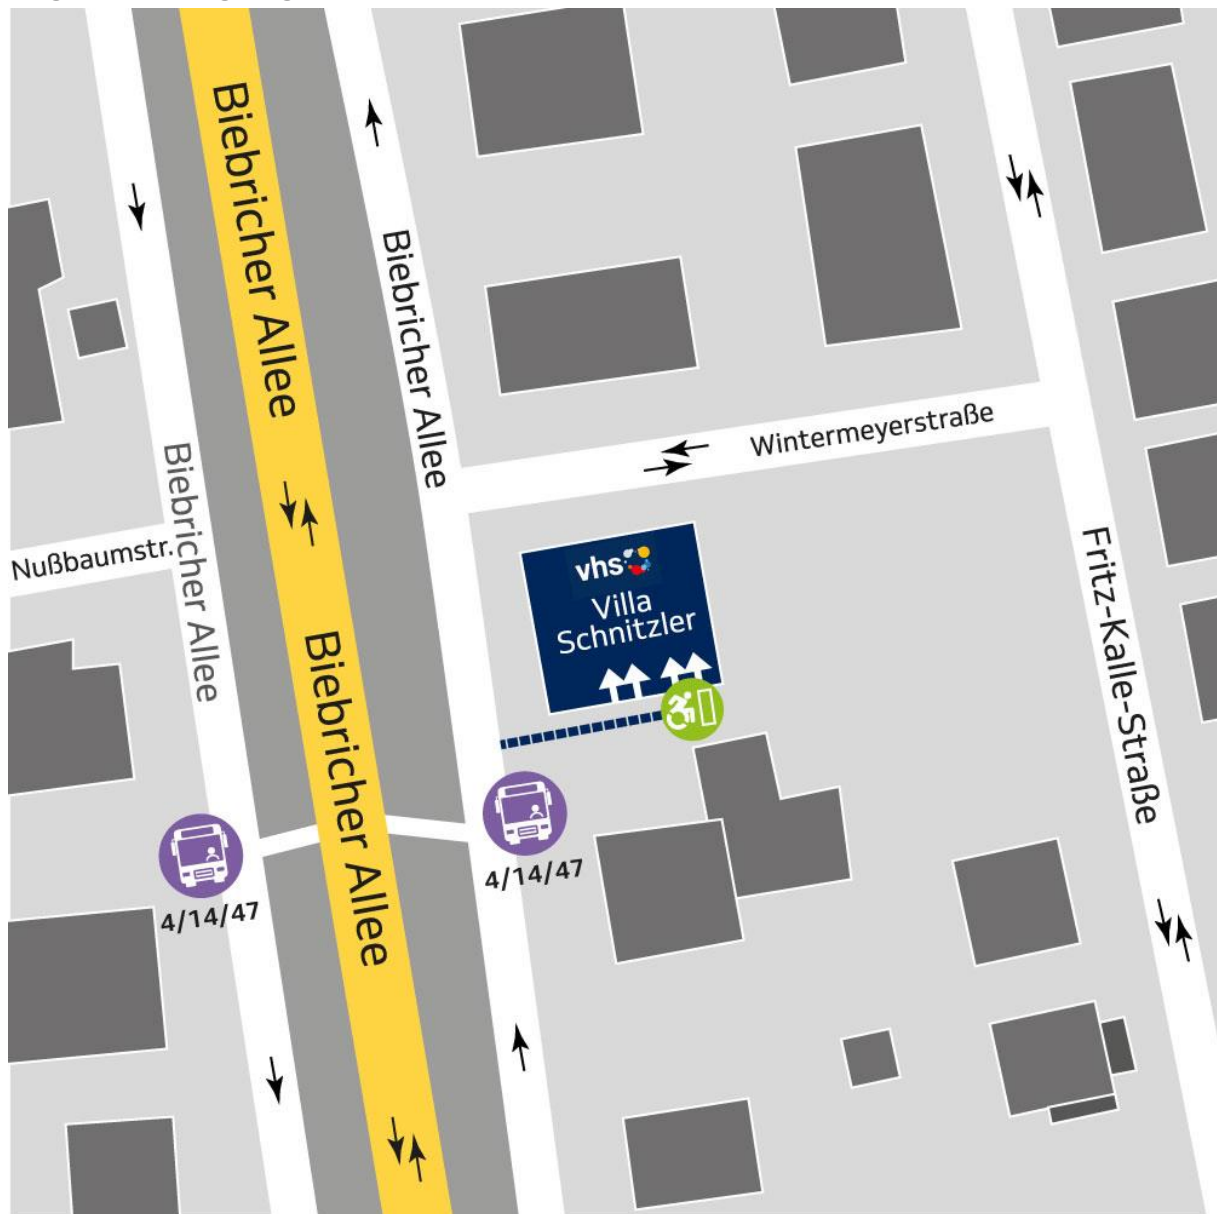 Biebricher Allee
Biebricher Allee
Wintermeyerstraße
Biebricher Allee
Nußbaumstr.
vhs
Villa
Schnitzler
Fritz-Kalle-Straße
Biebricher Allee
4/14/47
4/14/47